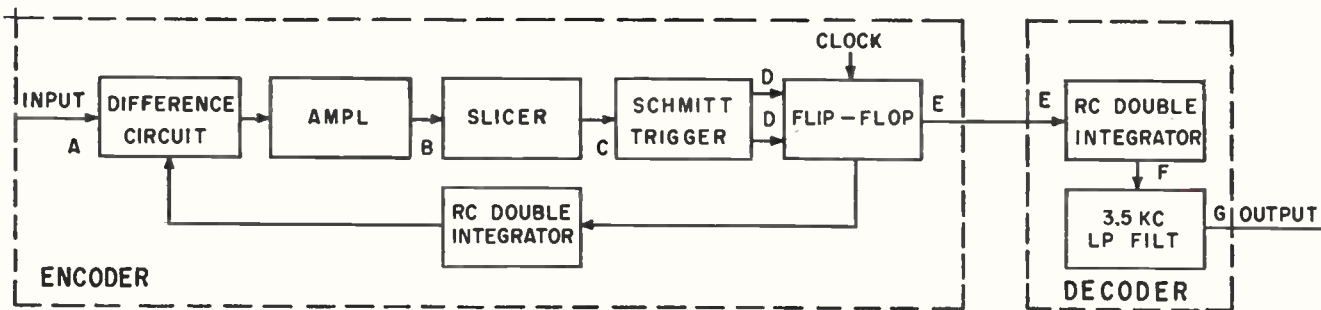 CLOCK
INPUT
A
DIFFERENCE
CIRCUIT
AMPL
B
SLICER
C
SCHMITT
TRIGGER
D
D
FLIP-FLOP
E
E
RC DOUBLE
INTEGRATOR
F
RC DOUBLE
INTEGRATOR
3.5 KC
LP FILT
G
OUTPUT
ENCODER
DECODER